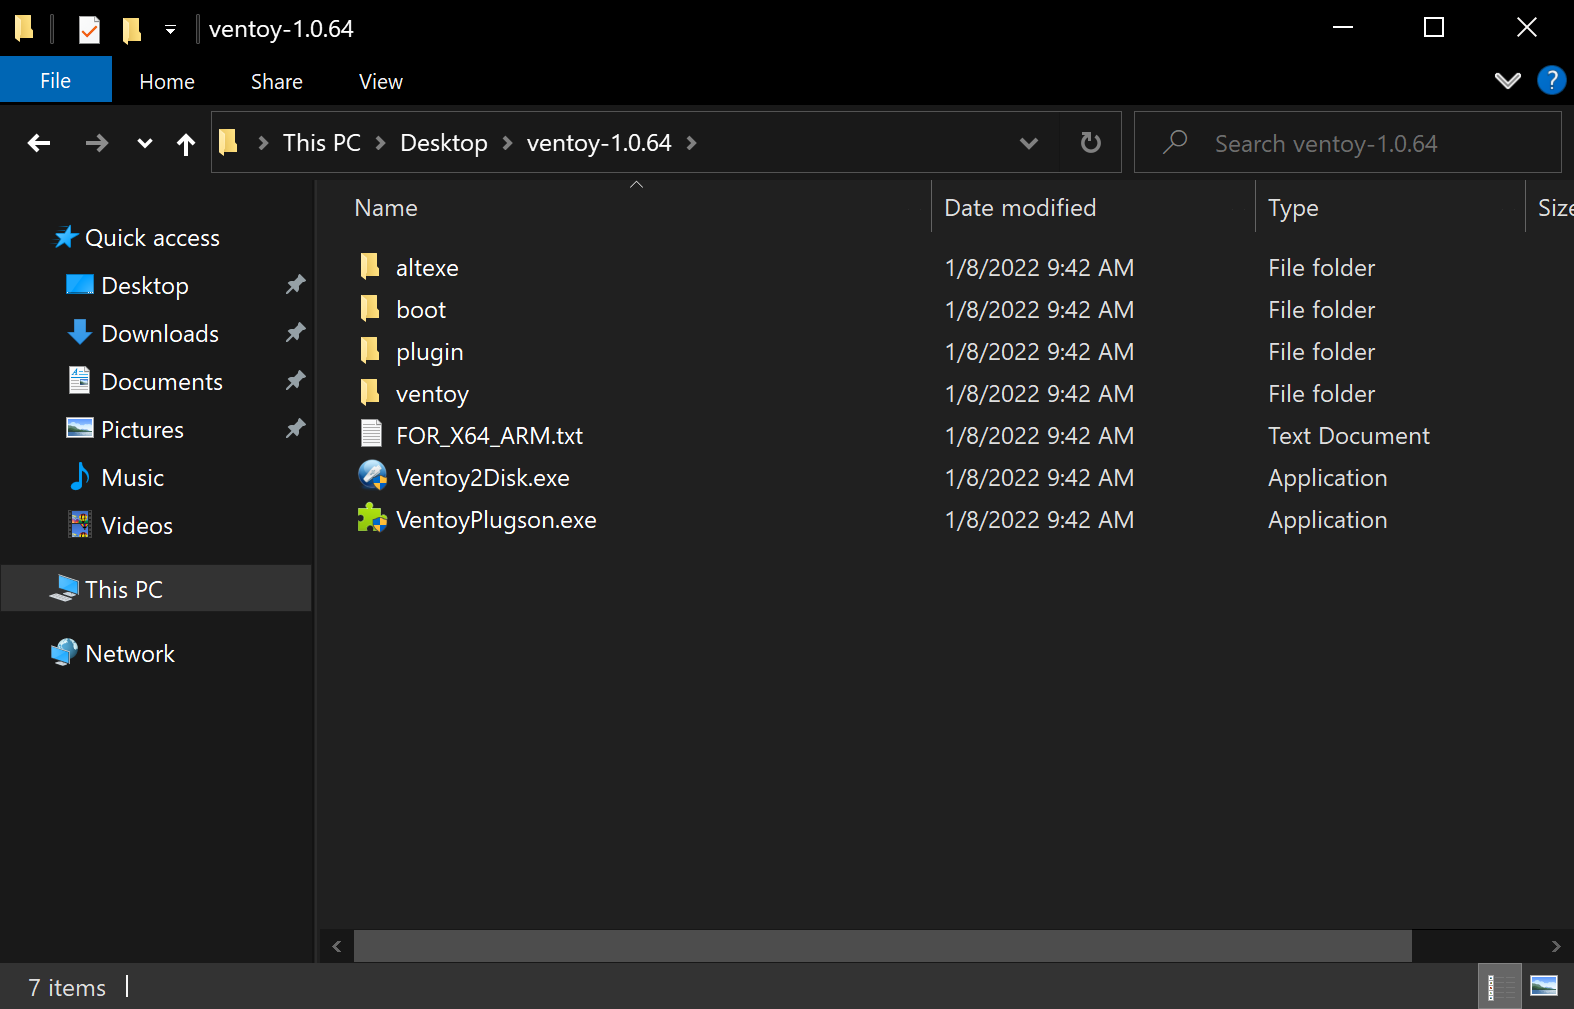 ventoy-1.0.64
File Home Share View ?
This PC Desktop ventoy-1.0.64 Search ventoy-1.0.64
Name Date modified Type Size
Quick access
Desktop
Downloads
Documents
Pictures
Music
Videos
This PC
Network
altexe 1/8/2022 9:42 AM File folder
boot 1/8/2022 9:42 AM File folder
plugin 1/8/2022 9:42 AM File folder
ventoy 1/8/2022 9:42 AM File folder
FOR_X64_ARM.txt 1/8/2022 9:42 AM Text Document
Ventoy2Disk.exe 1/8/2022 9:42 AM Application
VentoyPlugson.exe 1/8/2022 9:42 AM Application
7 items